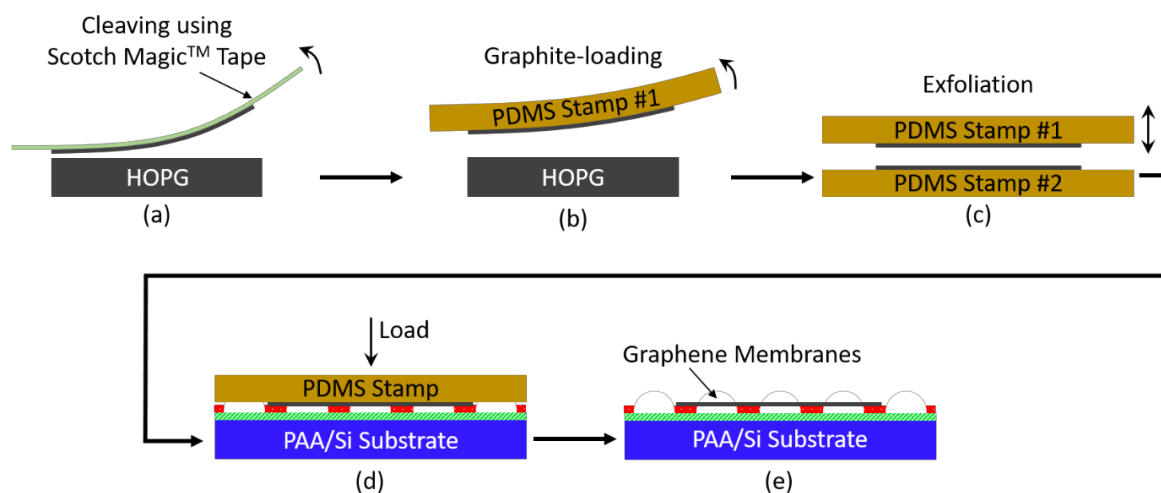 Cleaving using
Scotch Magic™ Tape
HOPG
(a)
Graphite-loading
PDMS Stamp #1
HOPG
(b)
Exfoliation
PDMS Stamp #1
PDMS Stamp #2
(c)
Load
PDMS Stamp
PAA/Si Substrate
(d)
Graphene Membranes
PAA/Si Substrate
(e)